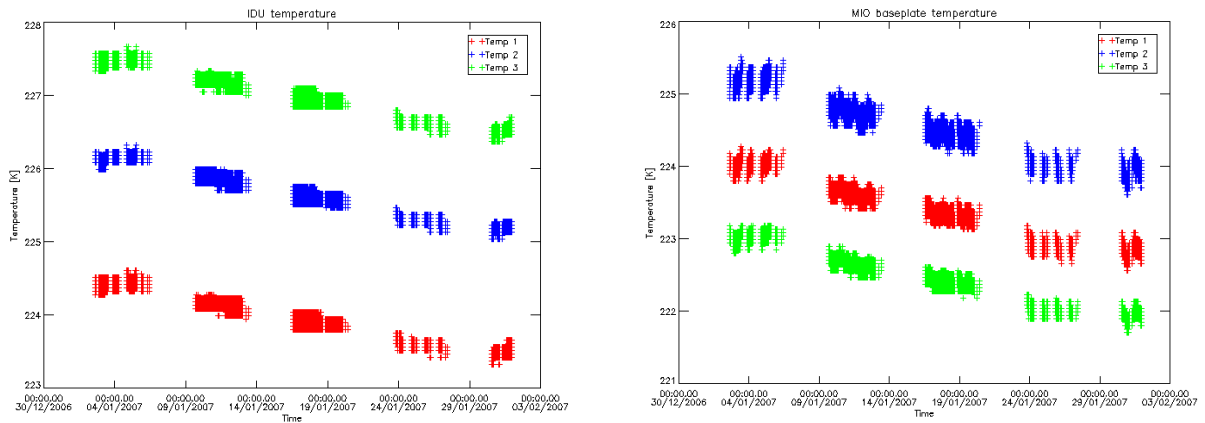 IDU temperature
228
227
226
225
224
223
Temperature [K]
Temp 1
Temp 2
Temp 3
00:00.00 00:00.00 00:00.00 00:00.00 00:00.00 00:00.00 00:00.00 00:00.00
30/12/2006 04/01/2007 09/01/2007 14/01/2007 19/01/2007 24/01/2007 29/01/2007 03/02/2007
Time
MIO baseplate temperature
226
225
224
223
222
221
Temperature [K]
Temp 1
Temp 2
Temp 3
00:00.00 00:00.00 00:00.00 00:00.00 00:00.00 00:00.00 00:00.00 00:00.00
30/12/2006 04/01/2007 09/01/2007 14/01/2007 19/01/2007 24/01/2007 29/01/2007 03/02/2007
Time